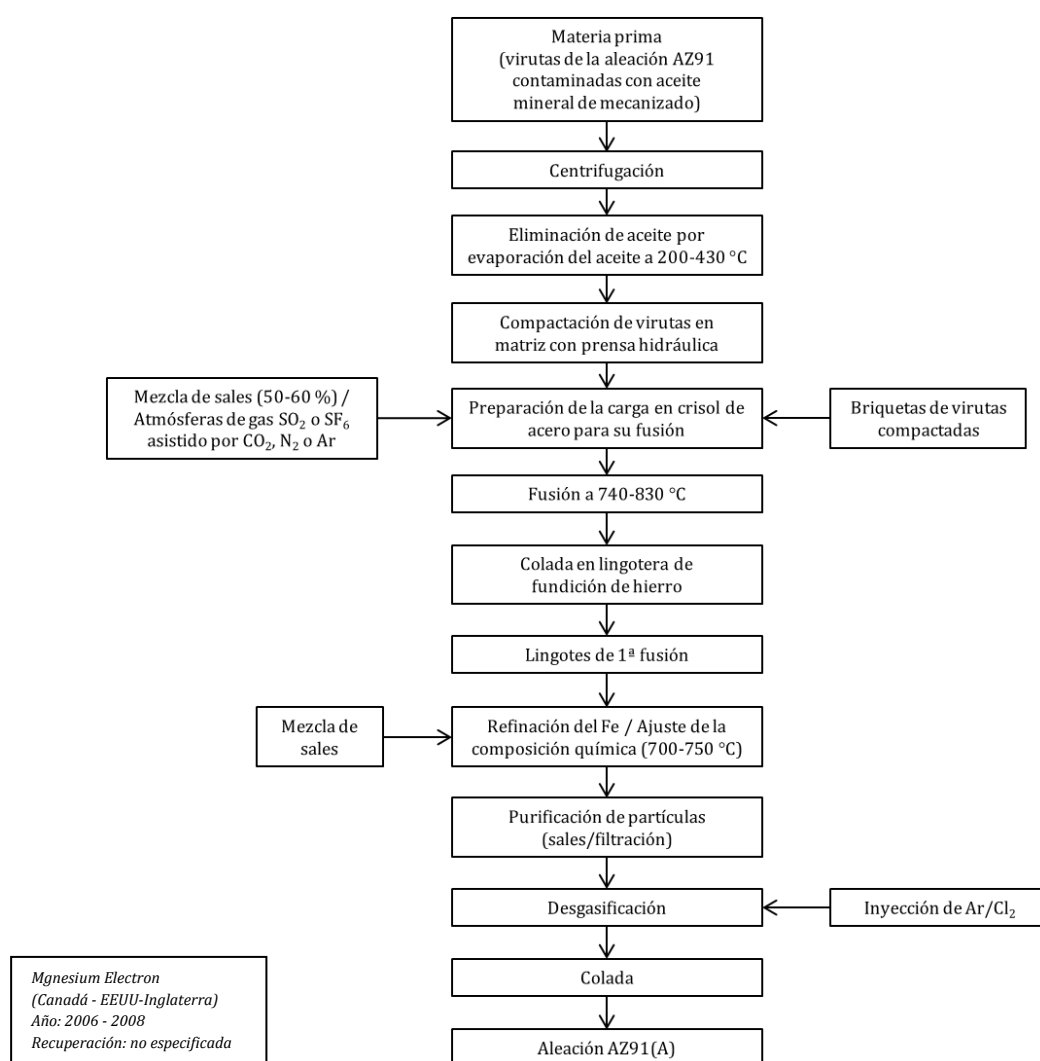 Materia prima
(virutas de la aleación AZ91
contaminadas con aceite
mineral de mecanizado)
Centrifugación
Eliminación de aceite por
evaporación del aceite a 200-430 °C
Compactación de virutas en
matriz con prensa hidráulica
Mezcla de sales (50-60 %) /
Atmósferas de gas SO₂ o SF₆
asistido por CO₂, N₂ o Ar
Preparación de la carga en crisol de
acero para su fusión
Briquetas de virutas
compactadas
Fusión a 740-830 °C
Colada en lingotera de
fundición de hierro
Lingotes de 1ª fusión
Mezcla de
sales
Refinación del Fe / Ajuste de la
composición química (700-750 °C)
Purificación de partículas
(sales/filtración)
Desgasificación
Inyección de Ar/Cl₂
Colada
Aleación AZ91(A)
Mgnesium Electron
(Canadá - EEUU-Inglaterra)
Año: 2006 - 2008
Recuperación: no especificada